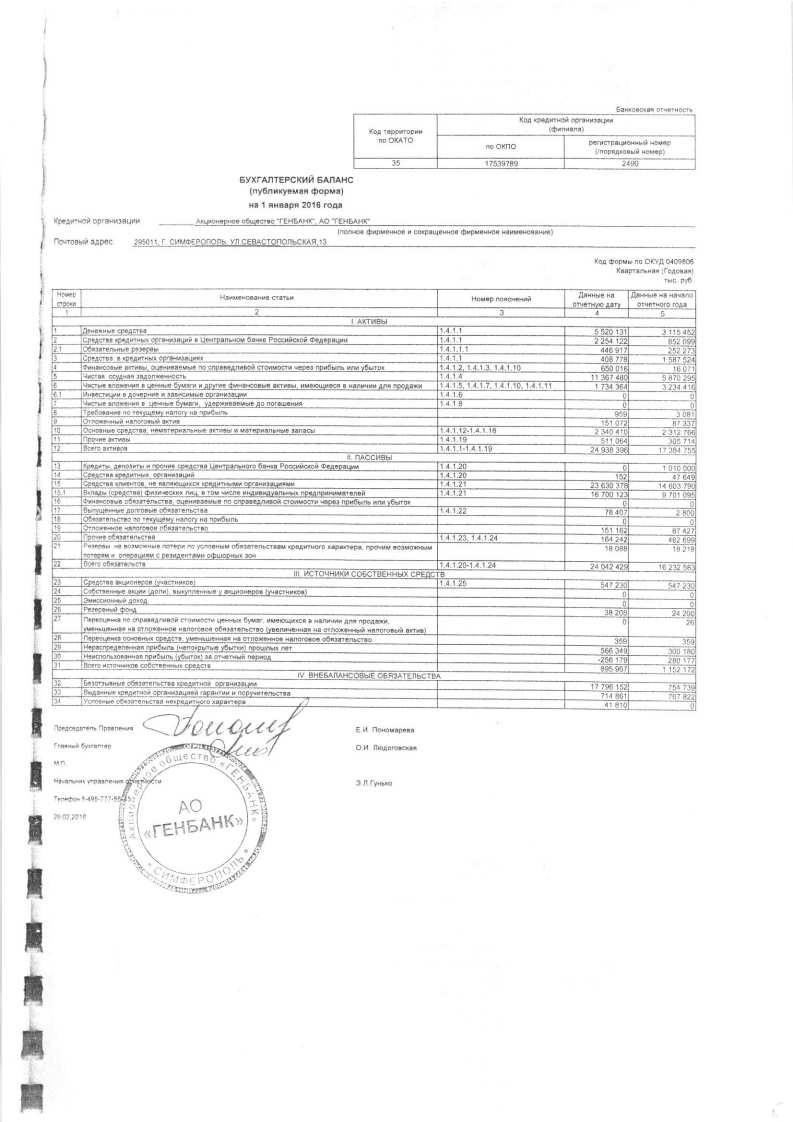 Банковская отчетность
Код территории по ОКАТО
Код кредитной организации (филиала)
по ОКПО
регистрационный номер (/порядковый номер)
35 17539789 2490
БУХГАЛТЕРСКИЙ БАЛАНС
(публикуемая форма)
на 1 января 2016 года
Кредитной организации Акционерное общество "ГЕНБАНК", АО "ГЕНБАНК"
(полное фирменное и сокращенное фирменное наименование)
Почтовый адрес 295011, Г. СИМФЕРОПОЛЬ, УЛ.СЕВАСТОПОЛЬСКАЯ,13
Код формы по ОКУД 0409806
Квартальная (Годовая)
тыс. руб.
Номер строки Наименование статьи Номер пояснений Данные на отчетную дату Данные на начало отчетного года
1 2 3 4 5
I. АКТИВЫ
1 Денежные средства 1.4.1.1 5 520 131 3 115 452
2 Средства кредитных организаций в Центральном банке Российской Федерации 1.4.1.1 2 254 122 852 099
2.1 Обязательные резервы 1.4.1.1.1 446 917 252 273
3 Средства в кредитных организациях 1.4.1.1 408 778 1 587 524
4 Финансовые активы, оцениваемые по справедливой стоимости через прибыль или убыток 1.4.1.2, 1.4.1.3, 1.4.1.10 650 016 16 071
5 Чистая ссудная задолженность 1.4.1.4 11 367 480 5 870 295
6 Чистые вложения в ценные бумаги и другие финансовые активы, имеющиеся в наличии для продажи 1.4.1.5, 1.4.1.7, 1.4.1.10, 1.4.1.11 1 734 364 3 234 416
6.1 Инвестиции в дочерние и зависимые организации 1.4.1.6 0 0
7 Чистые вложения в ценные бумаги, удерживаемые до погашения 1.4.1.8 0 0
8 Требование по текущему налогу на прибыль 959 3 081
9 Отложенный налоговый актив 151 072 87 337
10 Основные средства, нематериальные активы и материальные запасы 1.4.1.12-1.4.1.18 2 340 410 2 312 766
11 Прочие активы 1.4.1.19 511 064 305 714
12 Всего активов 1.4.1.1-1.4.1.19 24 938 396 17 384 755
II. ПАССИВЫ
13 Кредиты, депозиты и прочие средства Центрального банка Российской Федерации 1.4.1.20 0 1 010 000
14 Средства кредитных организаций 1.4.1.20 152 47 649
15 Средства клиентов, не являющихся кредитными организациями 1.4.1.21 23 630 378 14 603 790
15.1 Вклады (средства) физических лиц, в том числе индивидуальных предпринимателей 1.4.1.21 16 700 123 9 701 095
16 Финансовые обязательства, оцениваемые по справедливой стоимости через прибыль или убыток 0 0
17 Выпущенные долговые обязательства 1.4.1.22 78 407 2 800
18 Обязательство по текущему налогу на прибыль 0 0
19 Отложенное налоговое обязательство 151 162 87 427
20 Прочие обязательства 1.4.1.23, 1.4.1.24 164 242 462 699
21 Резервы на возможные потери по условным обязательствам кредитного характера, прочим возможным
потерям и операциям с резидентами офшорных зон 18 088 18 218
22 Всего обязательств 1.4.1.20-1.4.1.24 24 042 429 16 232 583
III. ИСТОЧНИКИ СОБСТВЕННЫХ СРЕДСТВ
23 Средства акционеров (участников) 1.4.1.25 547 230 547 230
24 Собственные акции (доли), выкупленные у акционеров (участников) 0 0
25 Эмиссионный доход 0 0
26 Резервный фонд 38 208 24 200
27 Переоценка по справедливой стоимости ценных бумаг, имеющихся в наличии для продажи,
уменьшенная на отложенное налоговое обязательство (увеличенная на отложенный налоговый актив) 0 26
28 Переоценка основных средств, уменьшенная на отложенное налоговое обязательство 359 359
29 Нераспределенная прибыль (непокрытые убытки) прошлых лет 566 349 300 180
30 Неиспользованная прибыль (убыток) за отчетный период -256 179 280 177
31 Всего источников собственных средств 895 967 1 152 172
IV. ВНЕБАЛАНСОВЫЕ ОБЯЗАТЕЛЬСТВА
32 Безотзывные обязательства кредитной организации 17 796 152 754 739
33 Выданные кредитной организацией гарантии и поручительства 714 861 767 822
34 Условные обязательства некредитного характера 41 810 0
Председатель Правления Е.И. Пономарева
Главный бухгалтер О.И. Людоговская
М.П.
Начальник управления отчетности Э.Л.Гунько
Телефон 8-495-777-55-45
26.02.2016
Акционерное общество «ГЕНБАНК»
АО
«ГЕНБАНК»
СИМФЕРОПОЛЬ